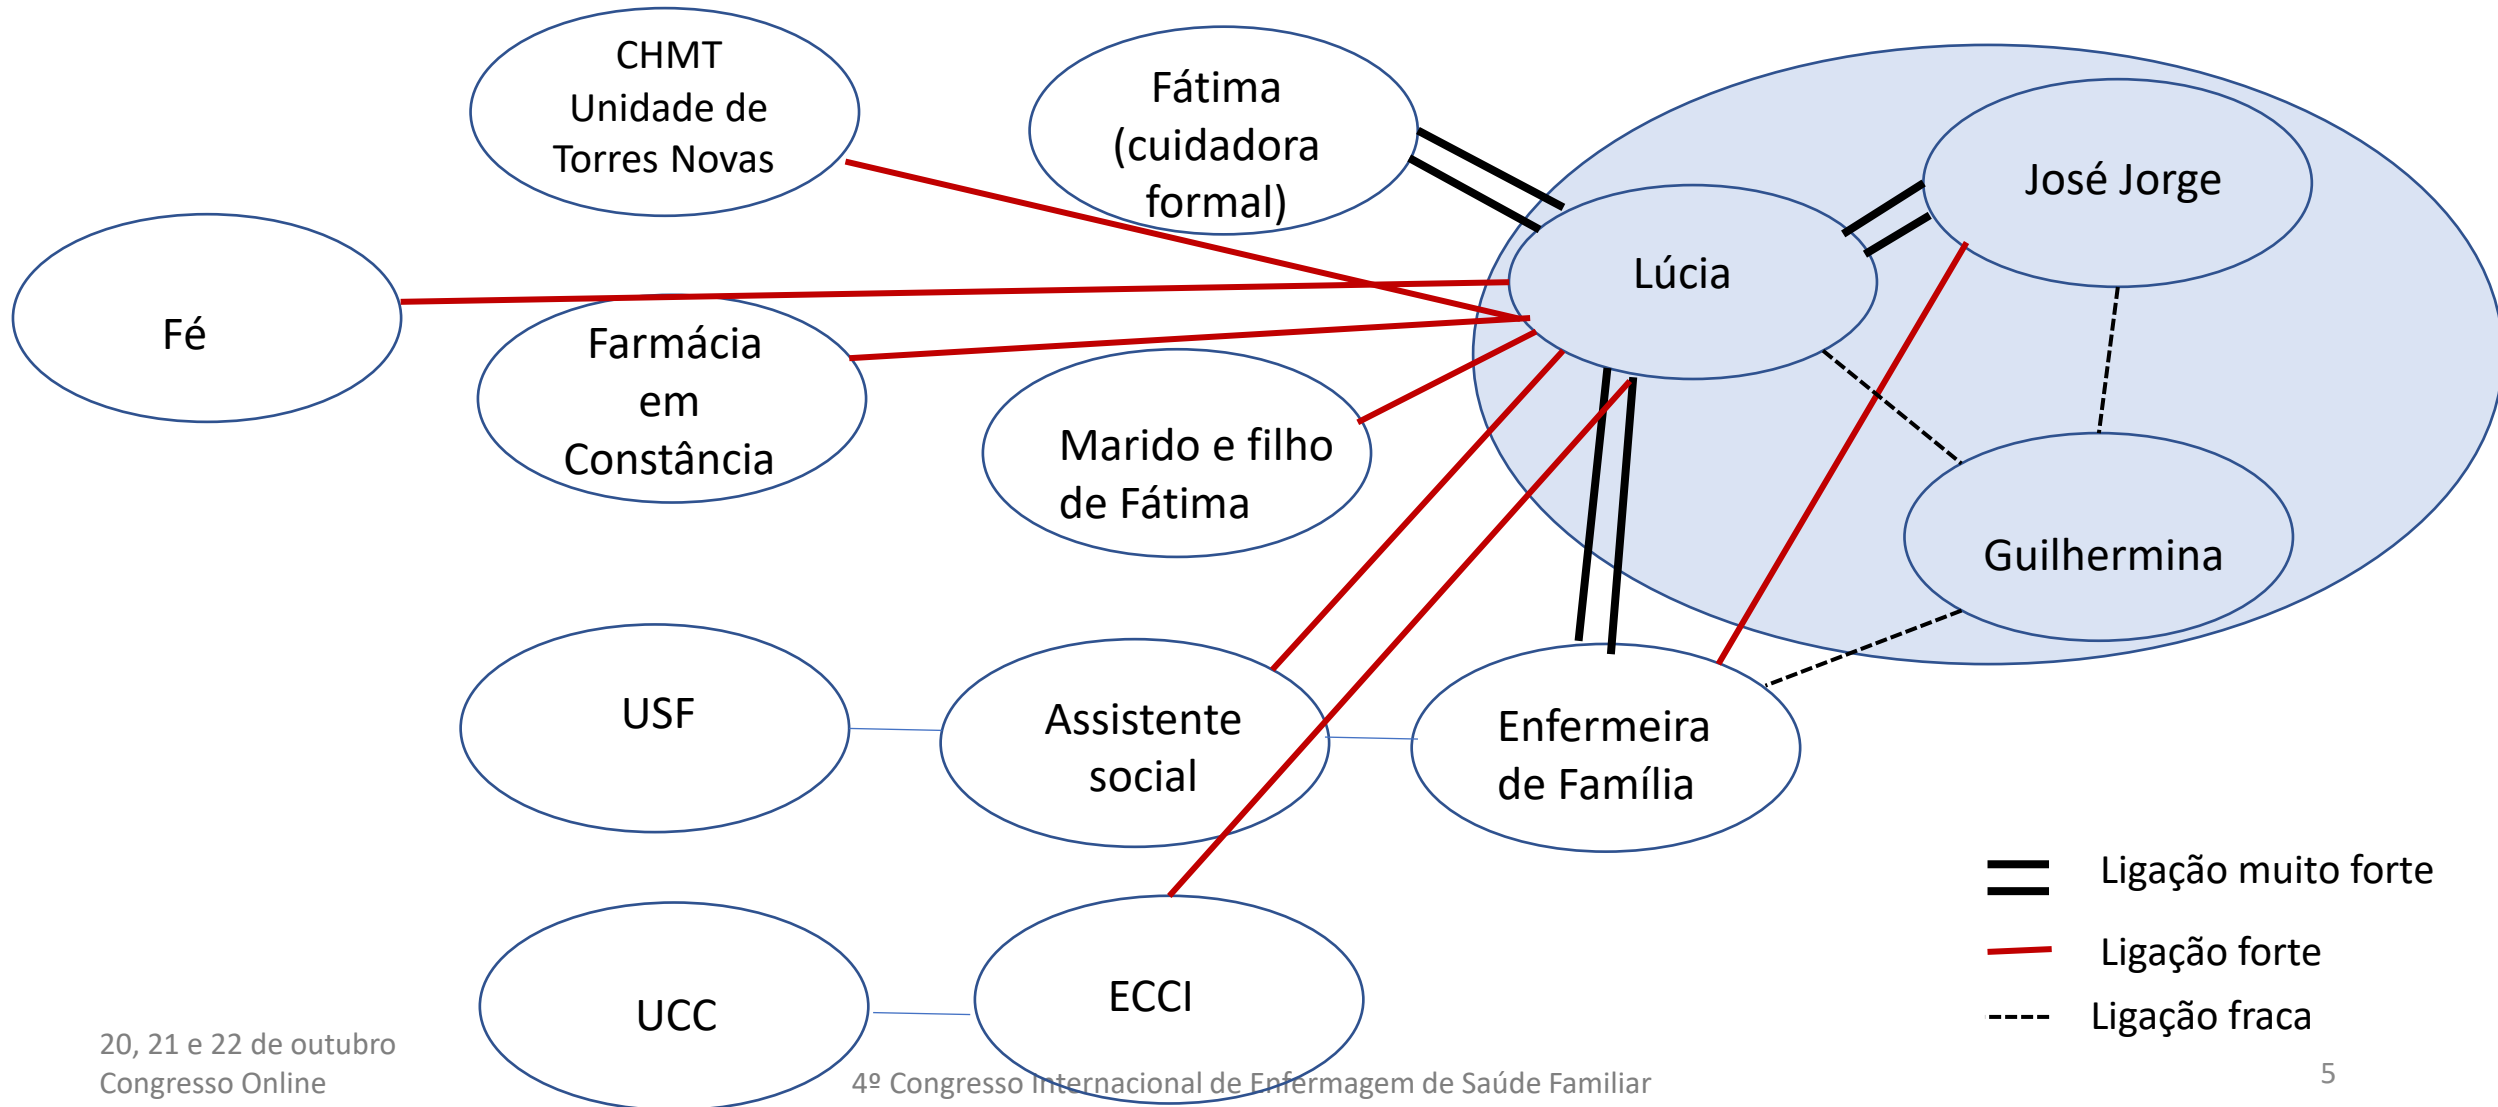 CHMT
Unidade de
Torres Novas
Fátima
(cuidadora
formal)
José Jorge
Lúcia
Fé
Farmácia
em
Constância
Marido e filho
de Fátima
Guilhermina
USF
Assistente
social
Enfermeira
de Família
UCC
ECCI
Ligação muito forte
Ligação forte
Ligação fraca
20, 21 e 22 de outubro
Congresso Online
4º Congresso Internacional de Enfermagem de Saúde Familiar
5